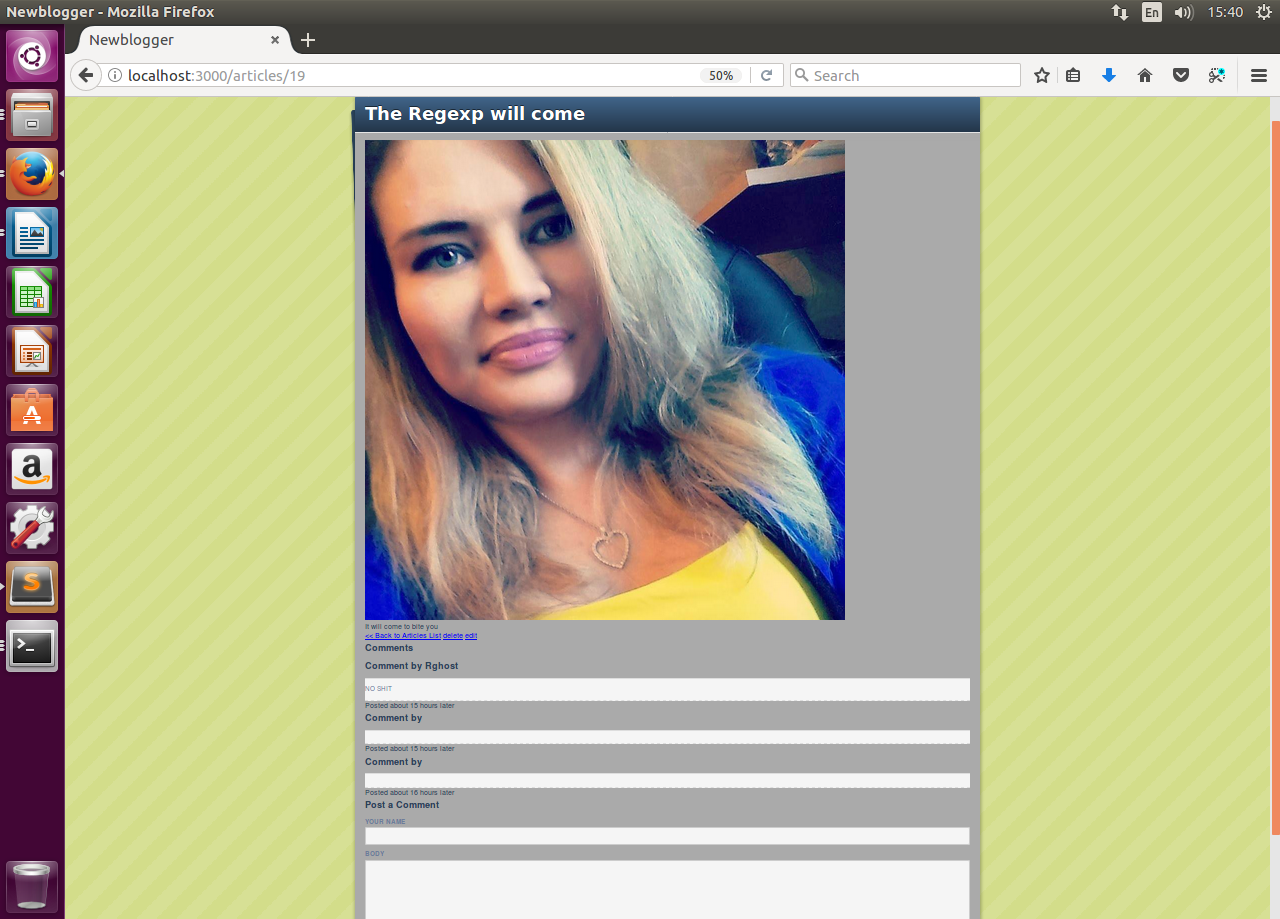 Newblogger - Mozilla Firefox
En
15:40
Newblogger
localhost:3000/articles/19
50%
Search
The Regexp will come
It will come to bite you
<< Back to Articles List delete edit
Comments
Comment by Rghost
NO SHIT
Posted about 15 hours later
Comment by
Posted about 15 hours later
Comment by
Posted about 16 hours later
Post a Comment
YOUR NAME
BODY